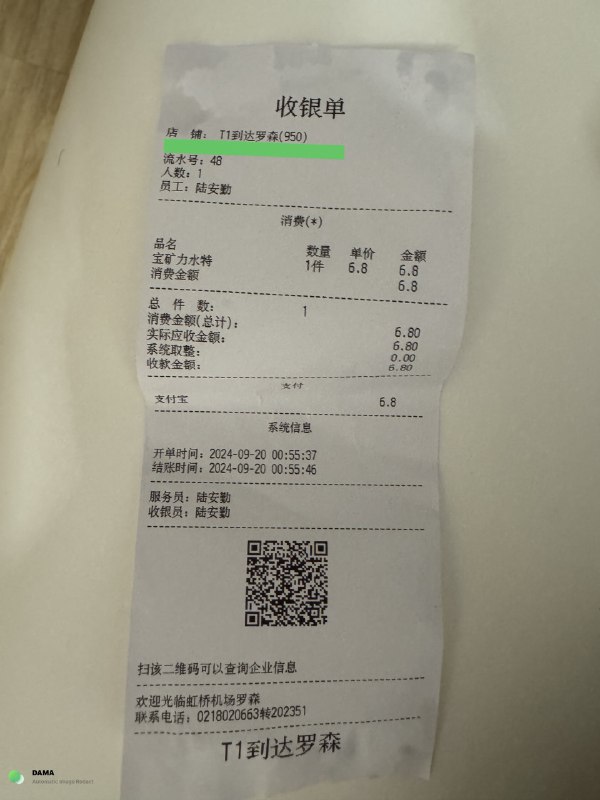 收银单
店 铺: T1到达罗森(950)
流水号: 48
人数: 1
员工: 陆安勤
消费(*)
品名 数量 单价 金额
宝矿力水特 1件 6.8 6.8
消费金额 6.8
总 件 数: 1
消费金额(总计): 6.80
实际应收金额: 6.80
系统取整: 0.00
收款金额: 6.80
支付
支付宝 6.8
系统信息
开单时间: 2024-09-20 00:55:37
结账时间: 2024-09-20 00:55:46
服务员: 陆安勤
收银员: 陆安勤
扫该二维码可以查询企业信息
欢迎光临虹桥机场罗森
联系电话: 0218020663转202351
T1到达罗森
DAMA
Automatic Image Redact